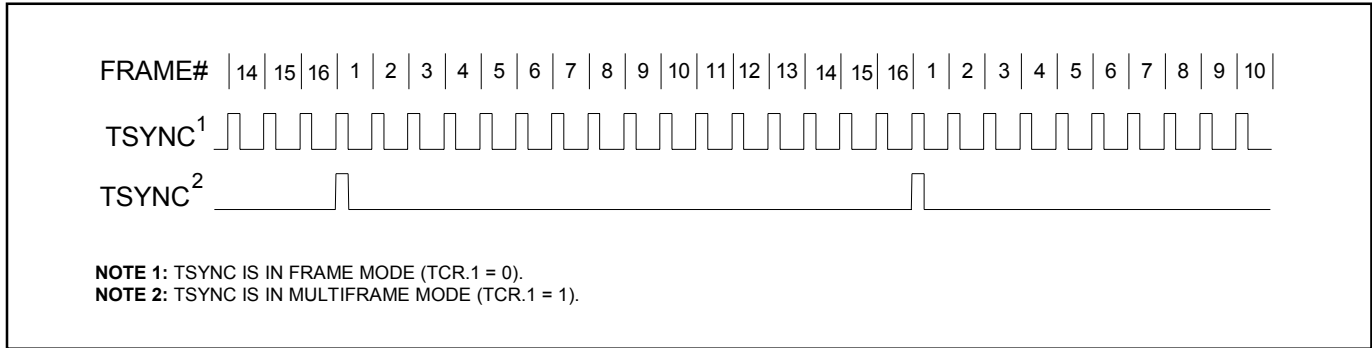 FRAME# 14 15 16 1 2 3 4 5 6 7 8 9 10 11 12 13 14 15 16 1 2 3 4 5 6 7 8 9 10
TSYNC1
TSYNC2
NOTE 1: TSYNC IS IN FRAME MODE (TCR.1 = 0).
NOTE 2: TSYNC IS IN MULTIFRAME MODE (TCR.1 = 1).